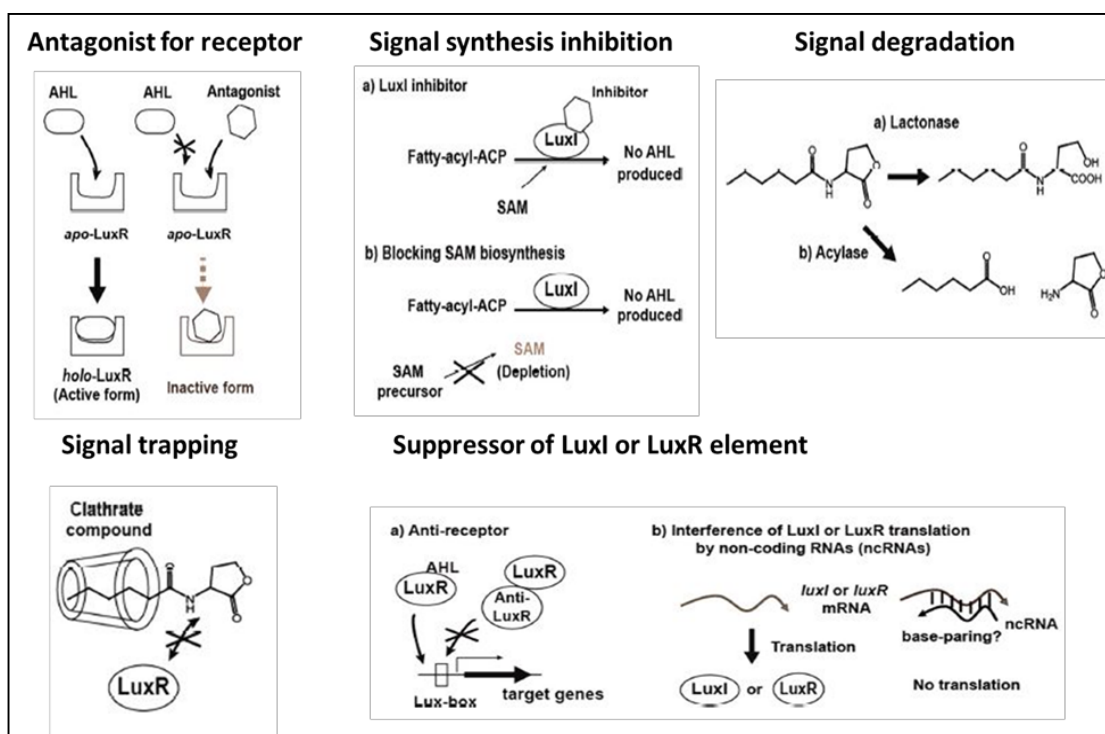 Antagonist for receptor
AHL
AHL
Antagonist
apo-LuxR
apo-LuxR
holo-LuxR
(Active form)
Inactive form
Signal synthesis inhibition
a) LuxI inhibitor
Inhibitor
LuxI
Fatty-acyl-ACP
No AHL
produced
SAM
b) Blocking SAM biosynthesis
LuxI
Fatty-acyl-ACP
No AHL
produced
SAM
(Depletion)
SAM
precursor
Signal degradation
a) Lactonase
O
N
H
O
O
O
N
H
OH
COOH
b) Acylase
O
OH
H₂N
O
O
Signal trapping
Clathrate
compound
O
N
H
O
O
LuxR
Suppressor of LuxI or LuxR element
a) Anti-receptor
AHL
LuxR
LuxR
Anti-
LuxR
Lux-box
target genes
b) Interference of LuxI or LuxR translation
by non-coding RNAs (ncRNAs)
luxI or luxR
mRNA
Translation
LuxI or LuxR
ncRNA
base-paring?
No translation